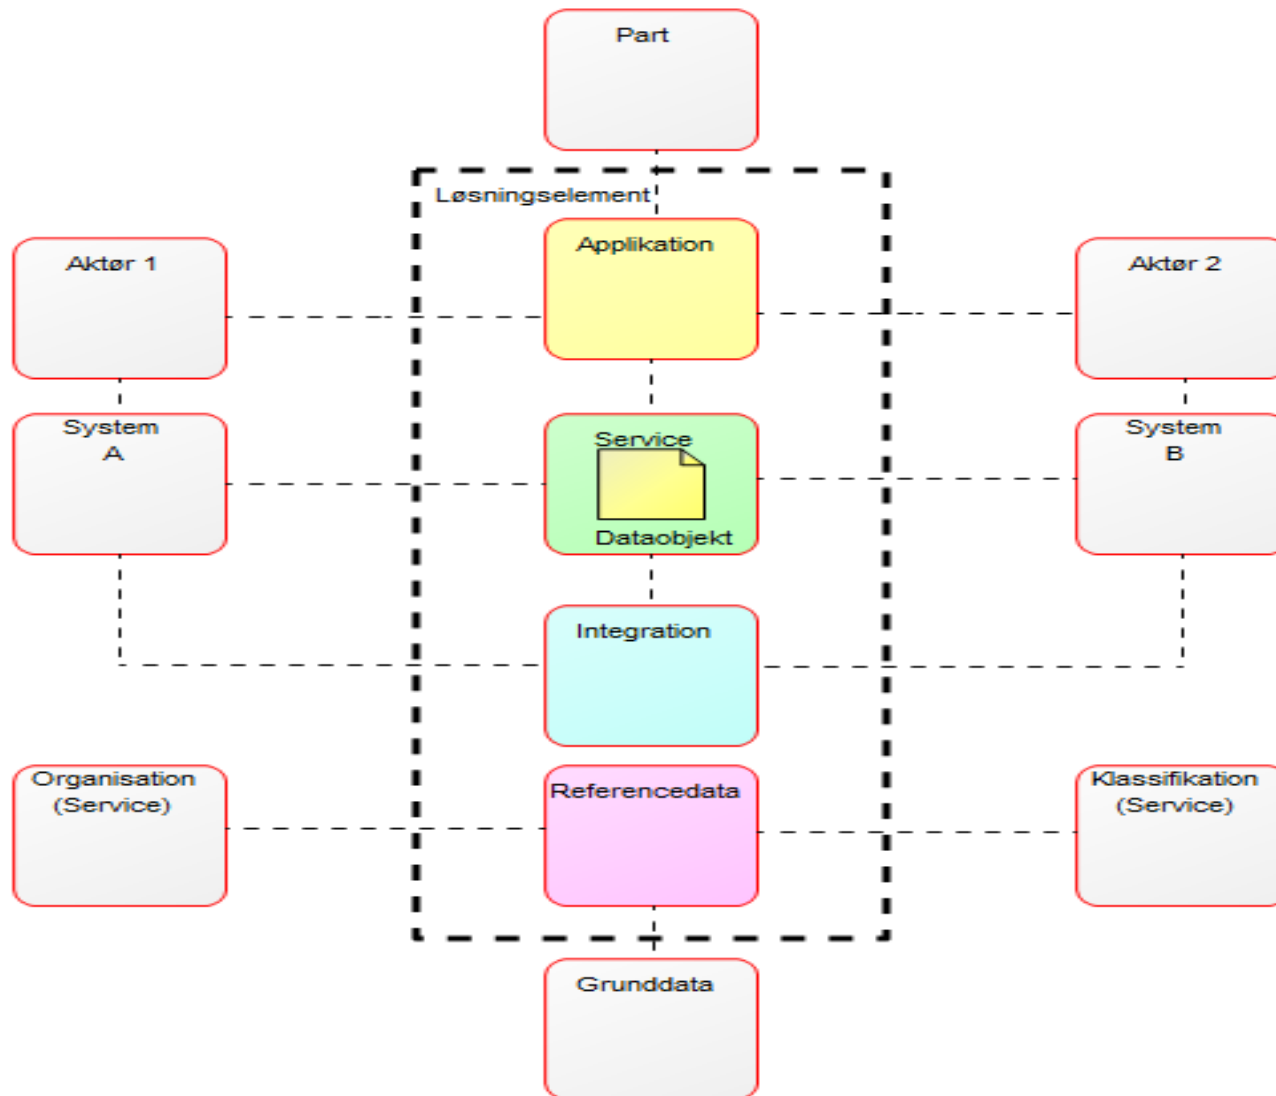 Part
Løsningselement
Applikation
Aktør 1
Aktør 2
System
A
Service
Dataobjekt
System
B
Integration
Organisation
(Service)
Referencedata
Klassifikation
(Service)
Grunddata